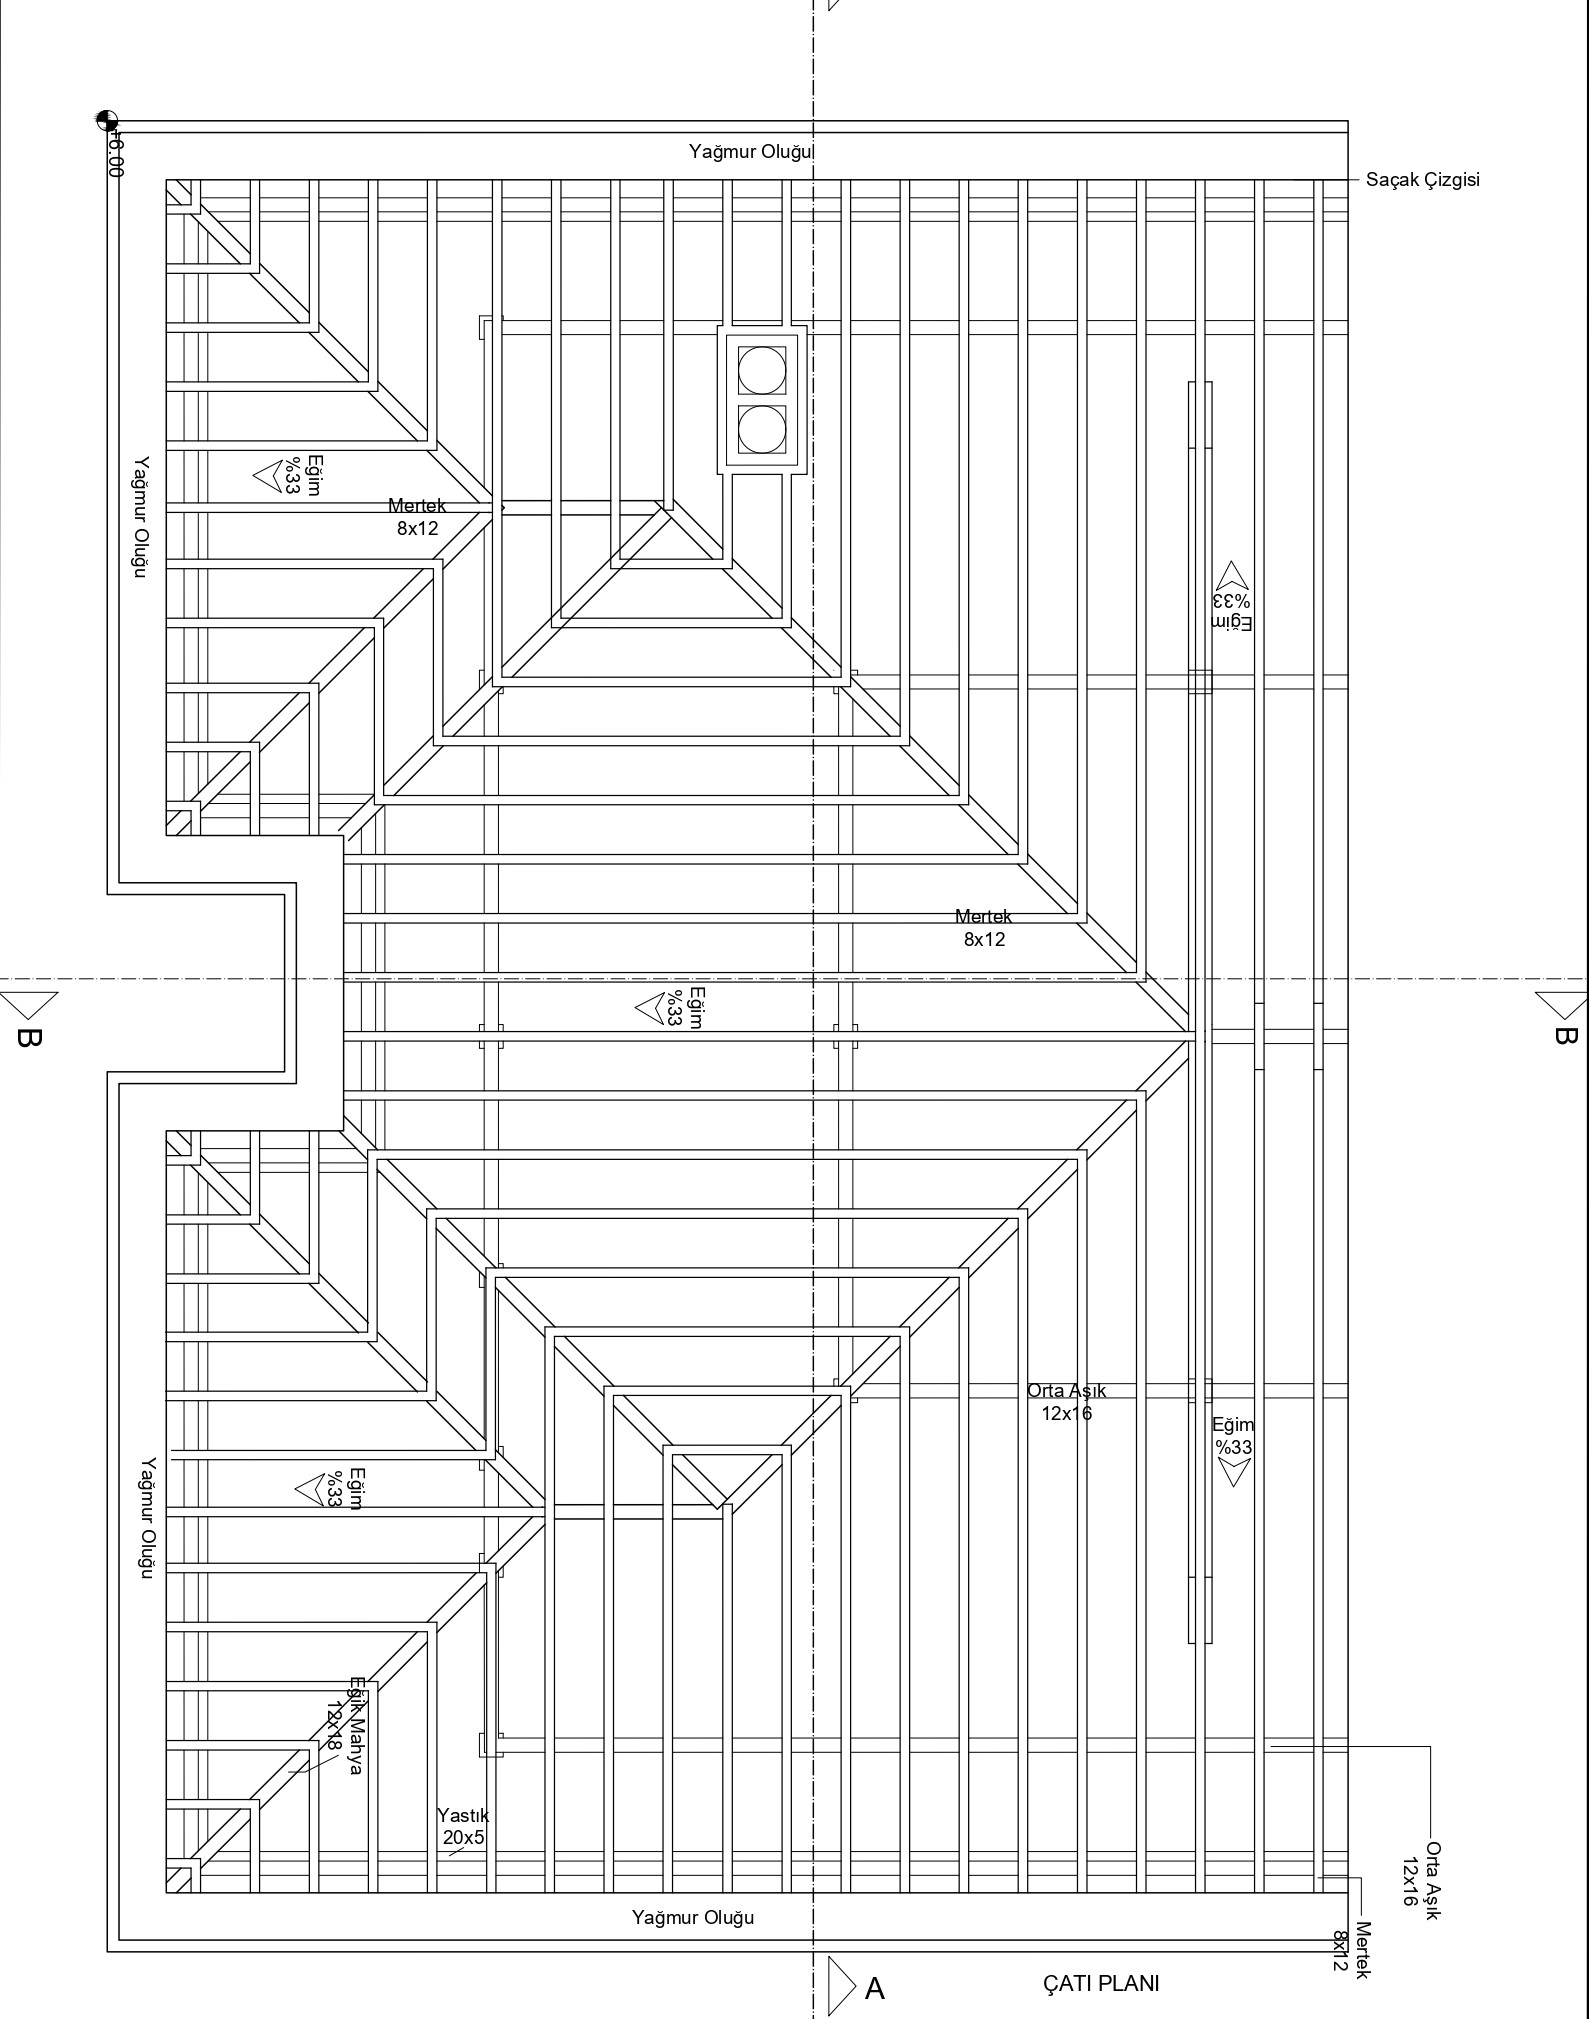 +6.00
Yağmur Oluğu
Saçak Çizgisi
Yağmur Oluğu
Eğim
%33
Mertek
8x12
Eğim
%33
Mertek
8x12
Eğim
%33
B
B
Orta Aşık
12x16
Eğim
%33
Eğim
%33
Yağmur Oluğu
Eğik Mahya
12x18
Yastık
20x5
Orta Aşık
12x16
Mertek
8x12
Yağmur Oluğu
A
ÇATI PLANI